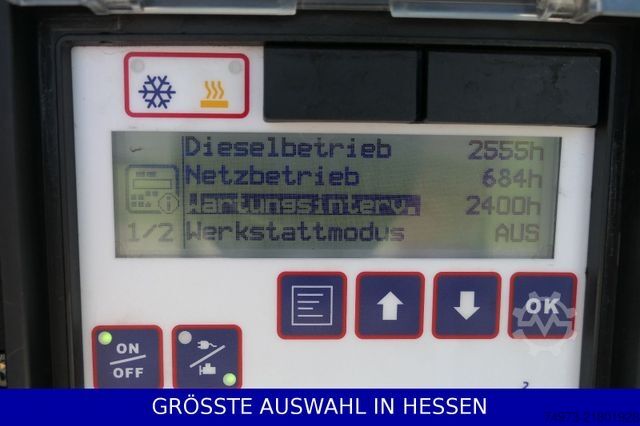 Dieselbetrieb 2555h
Netzbetrieb 684h
Wartungsinterv. 2400h
1/2 Werkstattmodus AUS
OK
ON
OFF
GRÖSSTE AUSWAHL IN HESSEN